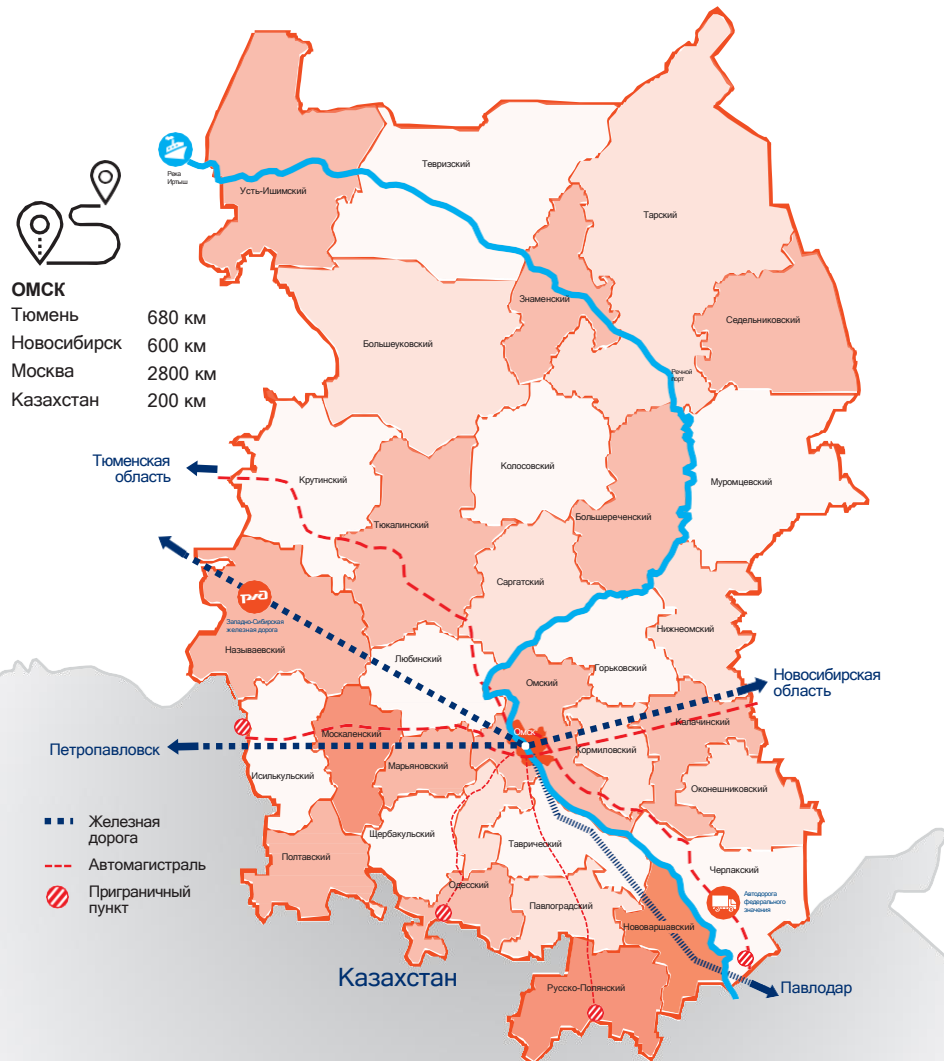 Река
Иртыш
ОМСК
Тюмень 680 км
Новосибирск 600 км
Москва 2800 км
Казахстан 200 км
Тевризский
Усть-Ишимский
Тарский
Знаменский
Седельниковский
Большеуковский
Речной
порт
Тюменская
область
Крутинский
Колосовский
Муромцевский
Тюкалинский
Большереченский
Саргатский
РЖД
Западно-Сибирская
железная дорога
Называевский
Нижнеомский
Любинский
Горьковский
Омский
Новосибирская
область
Калачинский
Омск
Москаленский
Кормиловский
Петропавловск
Марьяновский
Исилькульский
Оконешниковский
Железная
дорога
Щербакульский
Таврический
Автомагистраль
Полтавский
Черлакский
Одесский
Приграничный
пункт
Автодорога
федерального
значения
Павлоградский
Нововаршавский
Казахстан
Русско-Полянский
Павлодар